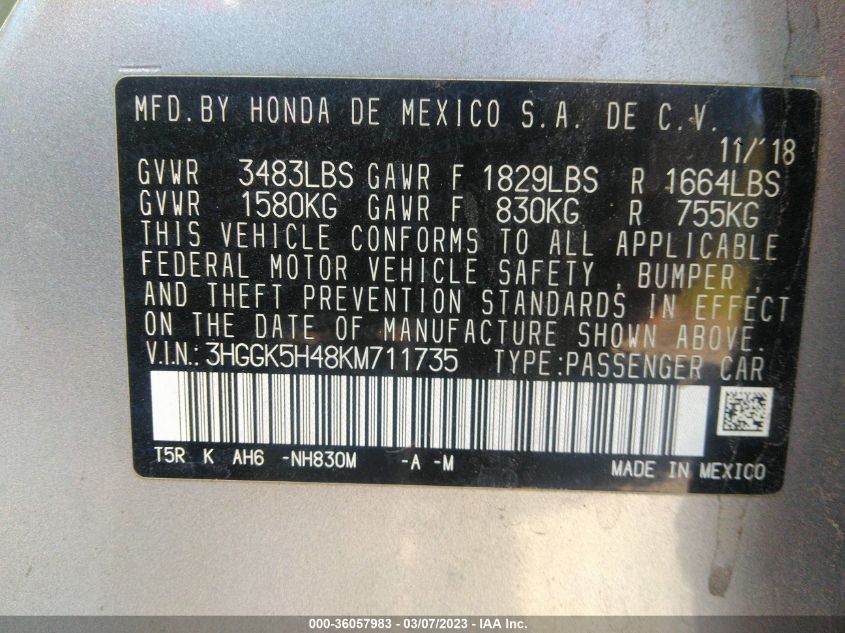 MFD.BY HONDA DE MEXICO S.A. DE C.V.
11/'18
GVWR 3483LBS GAWR F 1829LBS R 1664LBS
GVWR 1580KG GAWR F 830KG R 755KG
THIS VEHICLE CONFORMS TO ALL APPLICABLE
FEDERAL MOTOR VEHICLE SAFETY , BUMPER ,
AND THEFT PREVENTION STANDARDS IN EFFECT
ON THE DATE OF MANUFACTURE SHOWN ABOVE.
V.I.N.: 3HGGK5H48KM711735 TYPE:PASSENGER CAR
T5R K AH6 -NH830M -A -M
MADE IN MEXICO
000-36057983 - 03/07/2023 - IAA Inc.